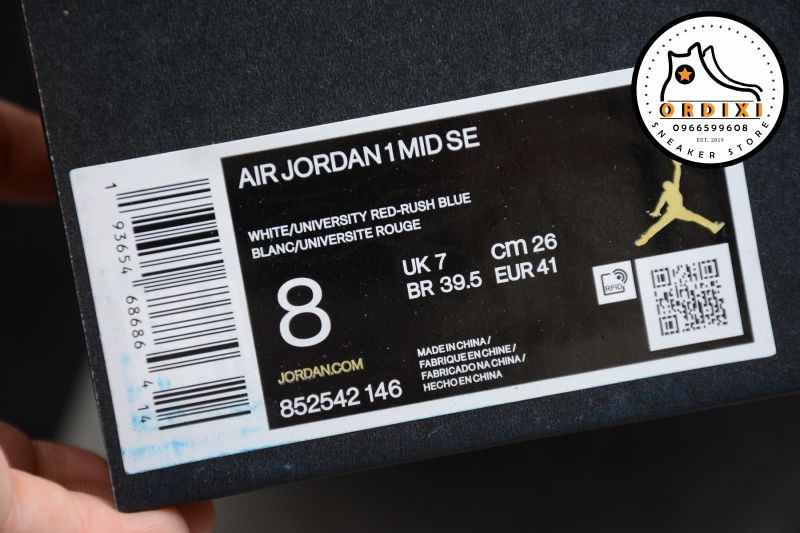 ORDIXI
0966599608
EST. 2019
SNEAKER STORE
AIR JORDAN 1 MID SE
WHITE/UNIVERSITY RED-RUSH BLUE
BLANC/UNIVERSITE ROUGE
8
UK 7
cm 26
BR 39.5
EUR 41
JORDAN.COM
852542 146
MADE IN CHINA /
FABRIQUE EN CHINE /
FABRICADO NA CHINA /
HECHO EN CHINA
RFID
1 93654 68686 4 14